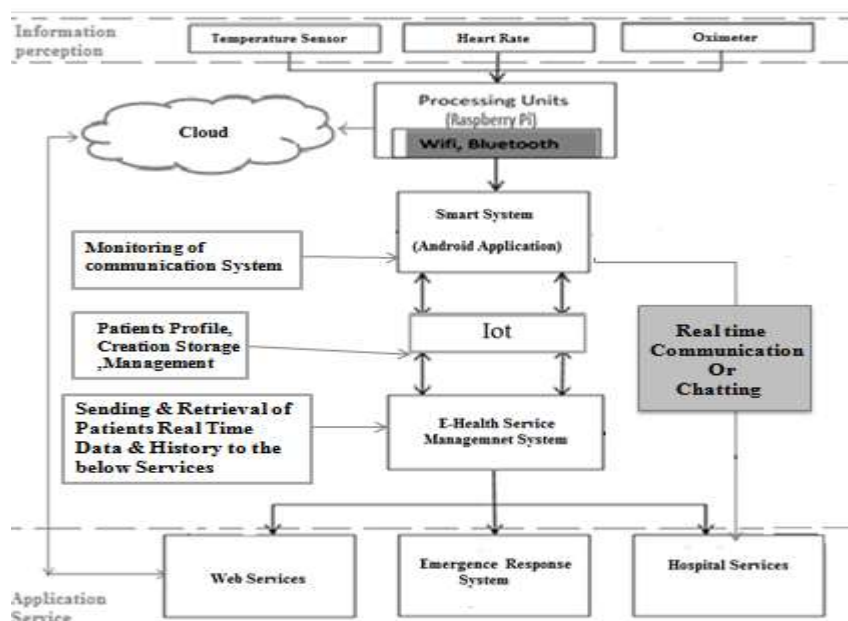 Information
perception
Temperature Sensor
Heart Rate
Oximeter
Processing Units
(Raspberry Pi)
Wifi, Bluetooth
Cloud
Smart System
(Android Application)
Monitoring of
communication System
Iot
Patients Profile,
Creation Storage
,Management
Real time
Communication
Or
Chatting
Sending & Retrieval of
Patients Real Time
Data & History to the
below Services
E-Health Service
Managemnet System
Web Services
Emergence Response
System
Hospital Services
Application
Service